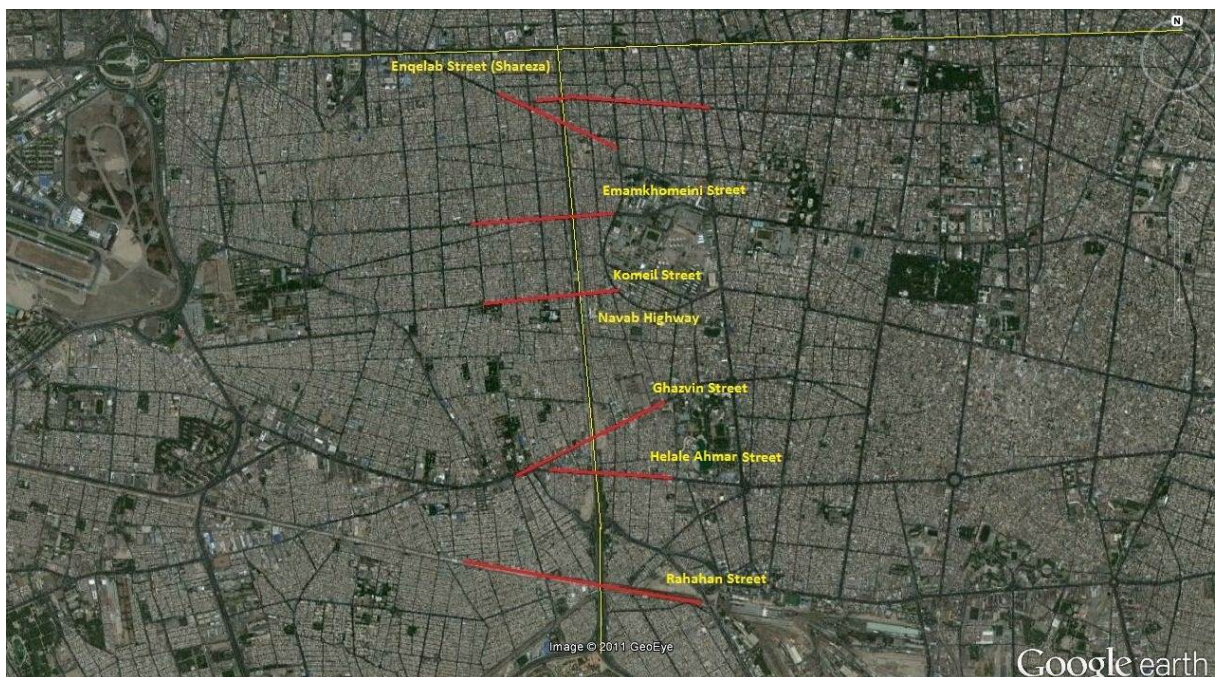 N
Enqelab Street (Shareza)
Emamkhomeini Street
Komeil Street
Navab Highway
Ghazvin Street
Helale Ahmar Street
Rahahan Street
Image © 2011 GeoEye
Google earth